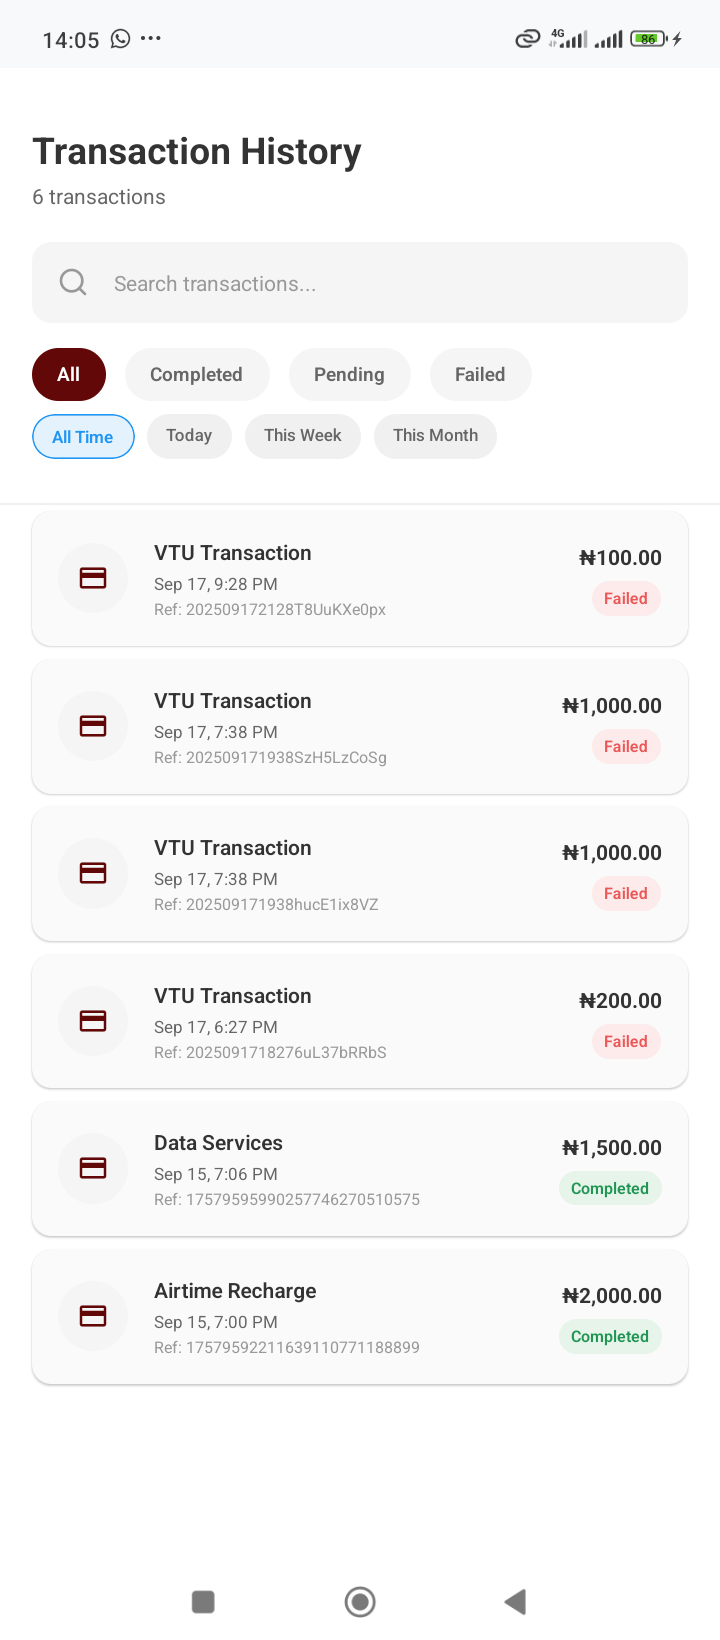 14:05
4G
86
Transaction History
6 transactions
Search transactions...
All Completed Pending Failed
All Time Today This Week This Month
VTU Transaction
₦100.00
Sep 17, 9:28 PM
Failed
Ref: 202509172128T8UuKXe0px
VTU Transaction
₦1,000.00
Sep 17, 7:38 PM
Failed
Ref: 202509171938SzH5LzCoSg
VTU Transaction
₦1,000.00
Sep 17, 7:38 PM
Failed
Ref: 202509171938hucE1ix8VZ
VTU Transaction
₦200.00
Sep 17, 6:27 PM
Failed
Ref: 2025091718276uL37bRRbS
Data Services
₦1,500.00
Sep 15, 7:06 PM
Completed
Ref: 17579595990257746270510575
Airtime Recharge
₦2,000.00
Sep 15, 7:00 PM
Completed
Ref: 17579592211639110771188899